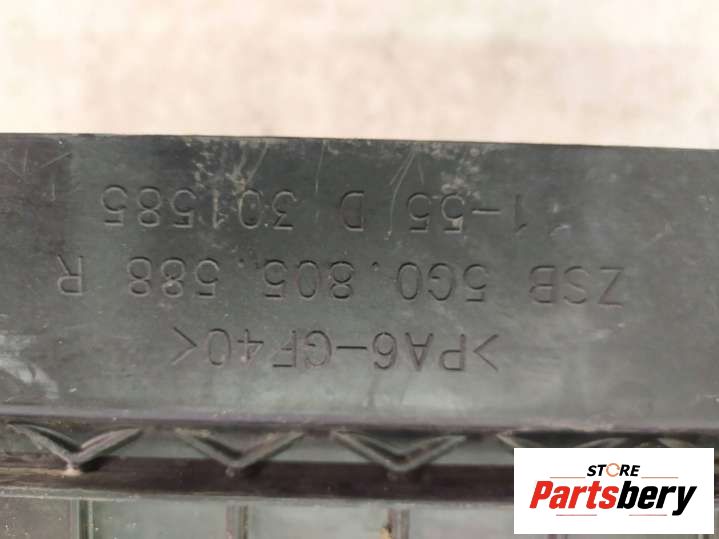 >PA6-GF40<
ZSB 5G0.805.588 R
1-55 D 301585
STORE
Partsbery